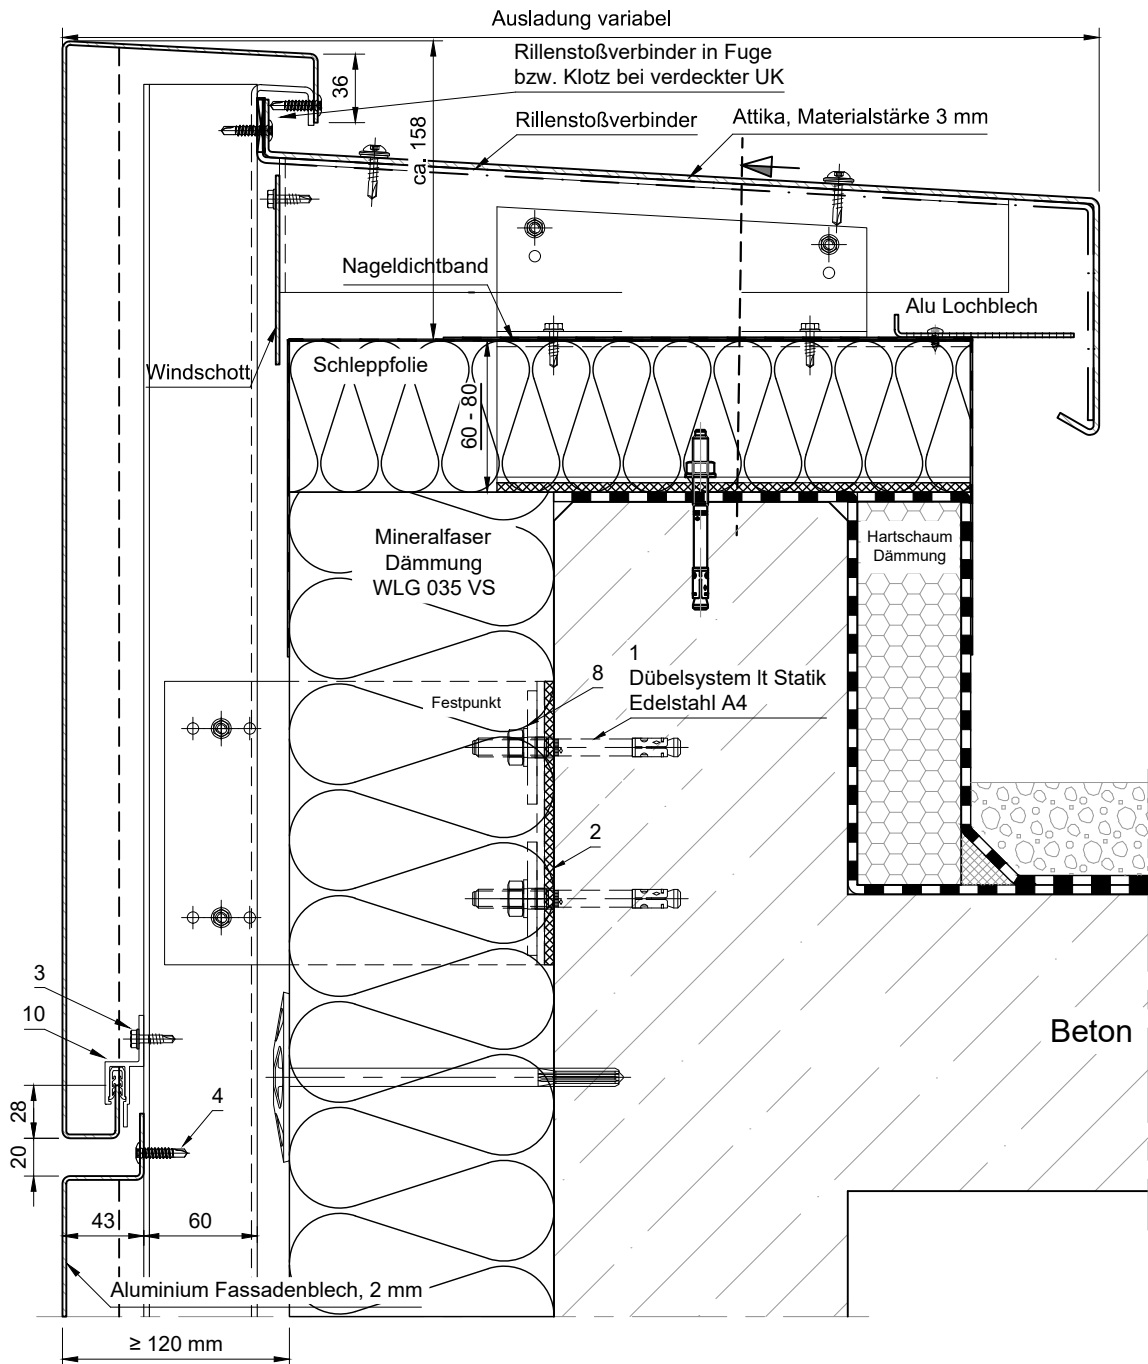 Ausladung variabel
Rillenstoßverbinder in Fuge
bzw. Klotz bei verdeckter UK
36
Rillenstoßverbinder
Attika, Materialstärke 3 mm
ca. 158
Nageldichtband
Alu Lochblech
Windschott
Schleppfolie
60 - 80
Mineralfaser
Dämmung
WLG 035 VS
Hartschaum
Dämmung
1
8
Dübelsystem lt Statik
Edelstahl A4
Festpunkt
2
3
10
Beton
28
4
20
43
60
Aluminium Fassadenblech, 2 mm
≥ 120 mm